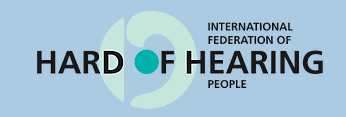 INTERNATIONAL
FEDERATION OF
HARD OF HEARING
PEOPLE